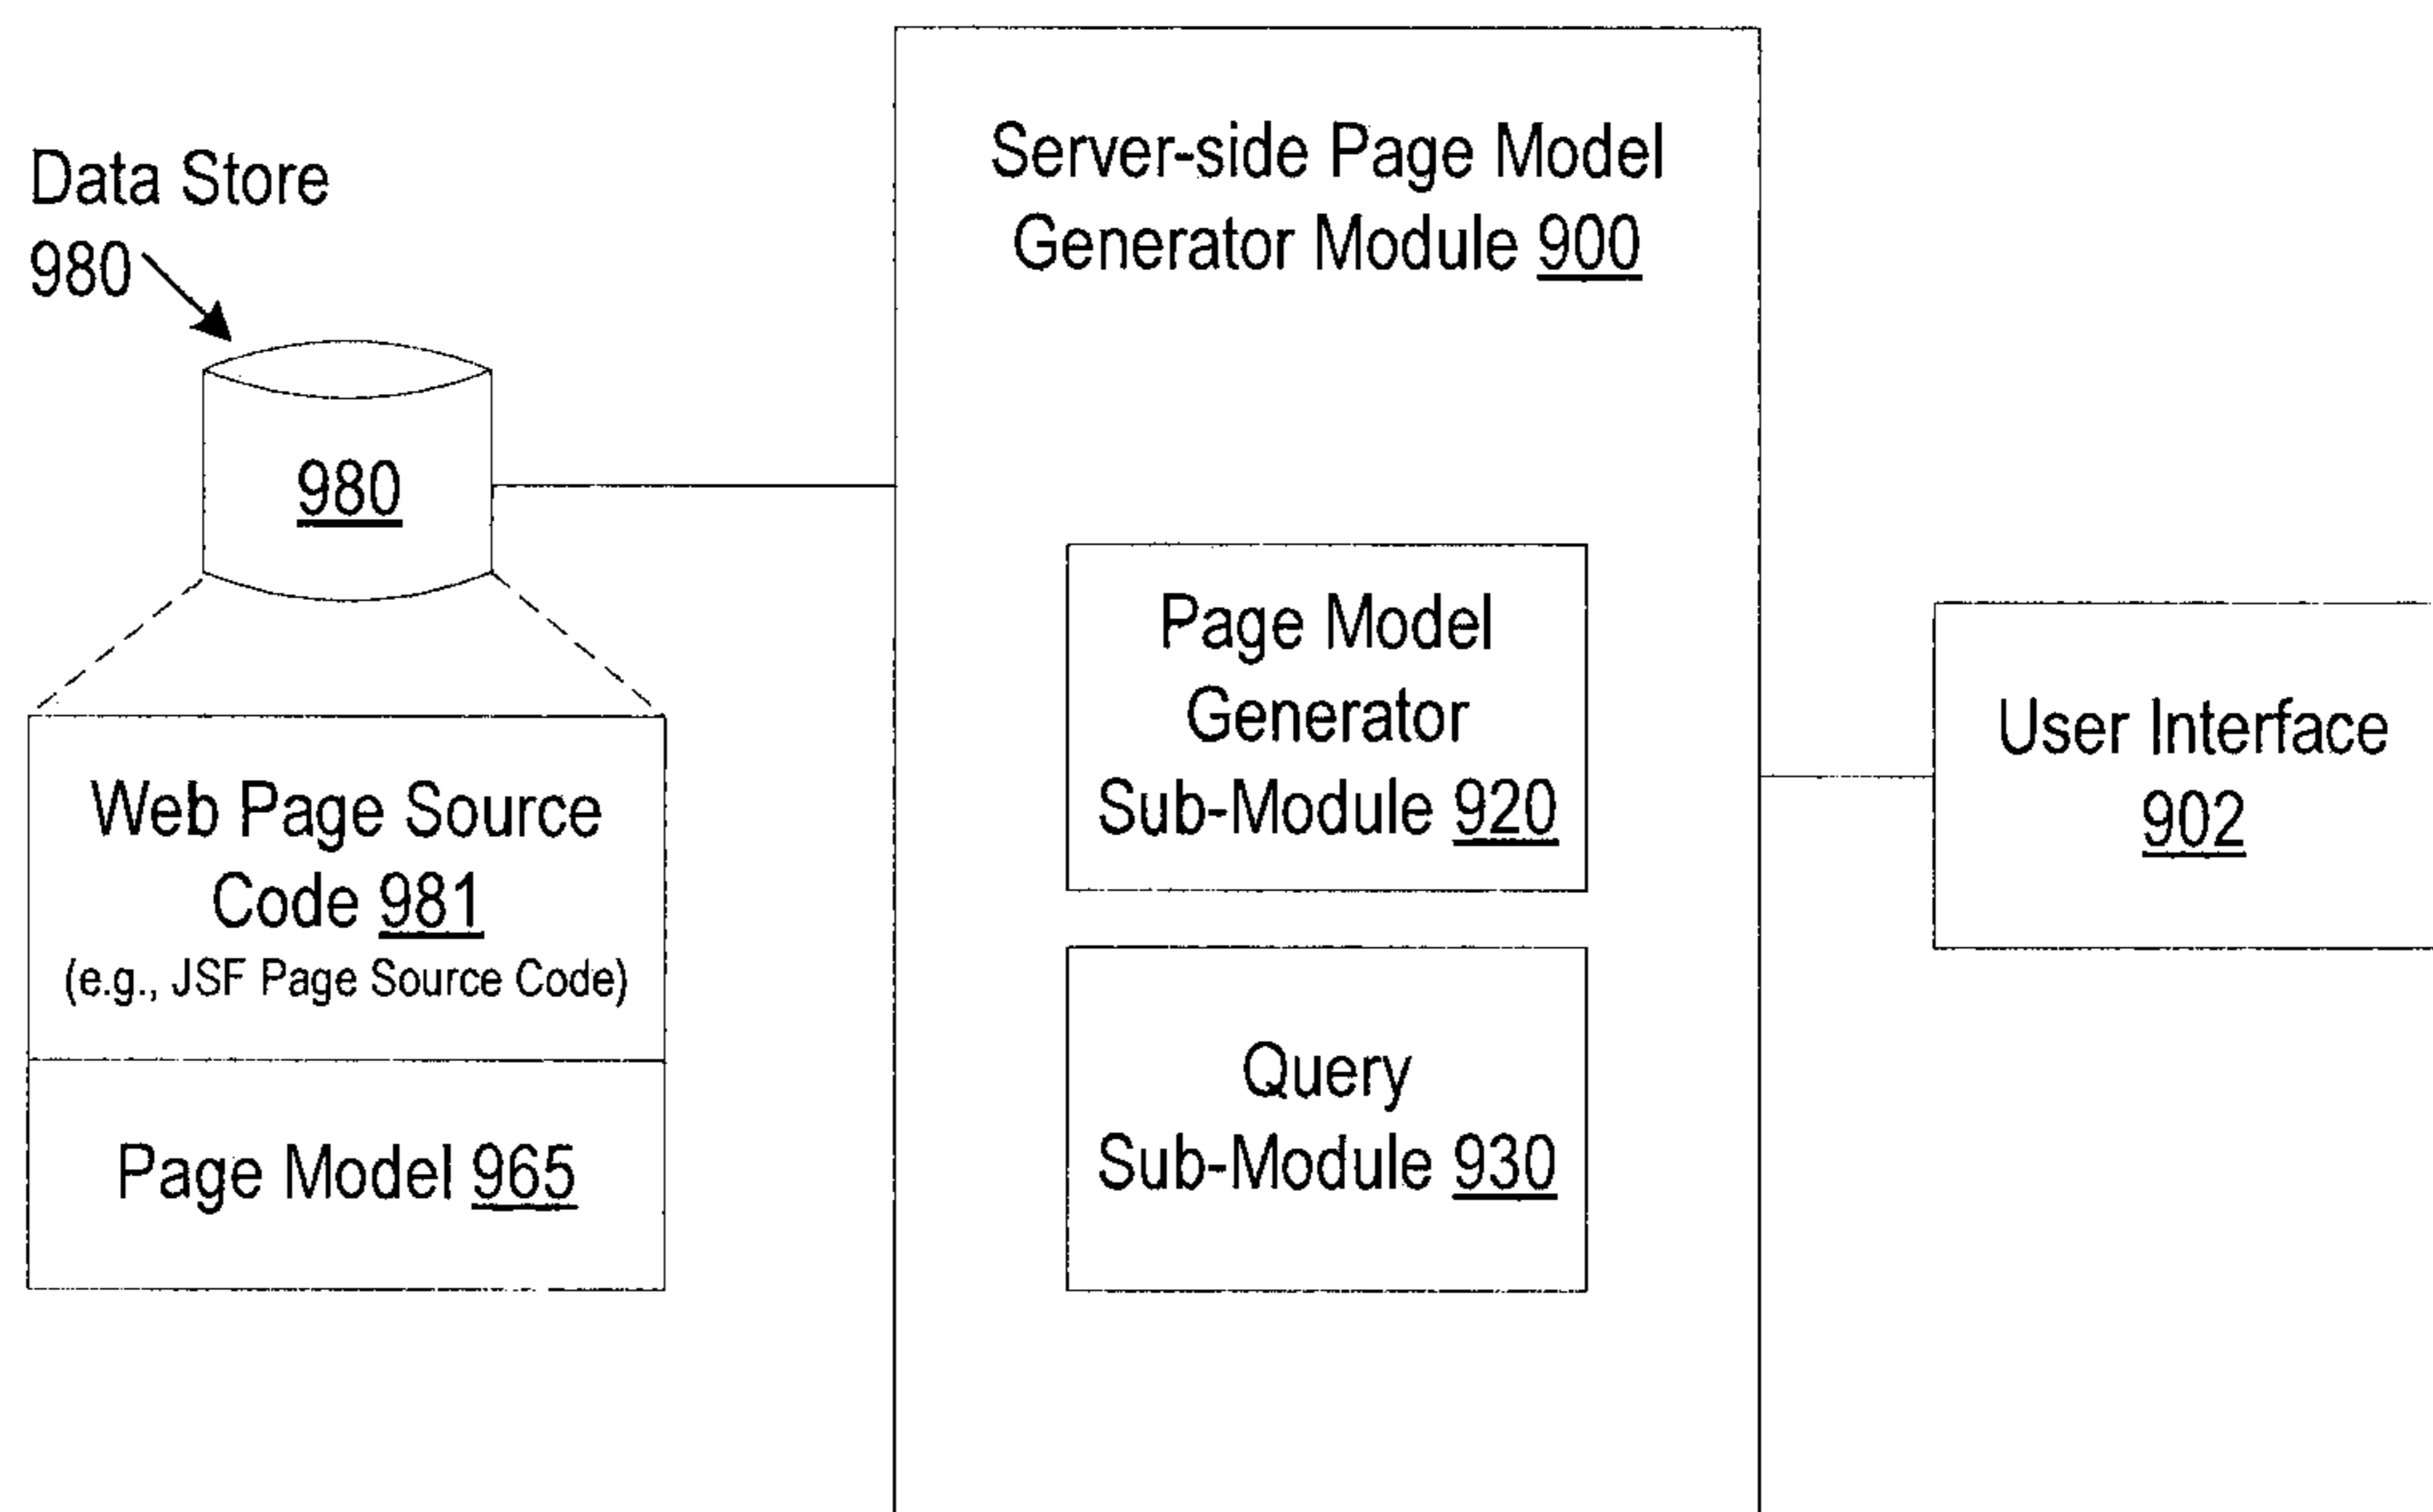 Data Store
980
980
Web Page Source
Code 981
(e.g., JSF Page Source Code)
Page Model 965
Server-side Page Model
Generator Module 900
Page Model
Generator
Sub-Module 920
Query
Sub-Module 930
User Interface
902